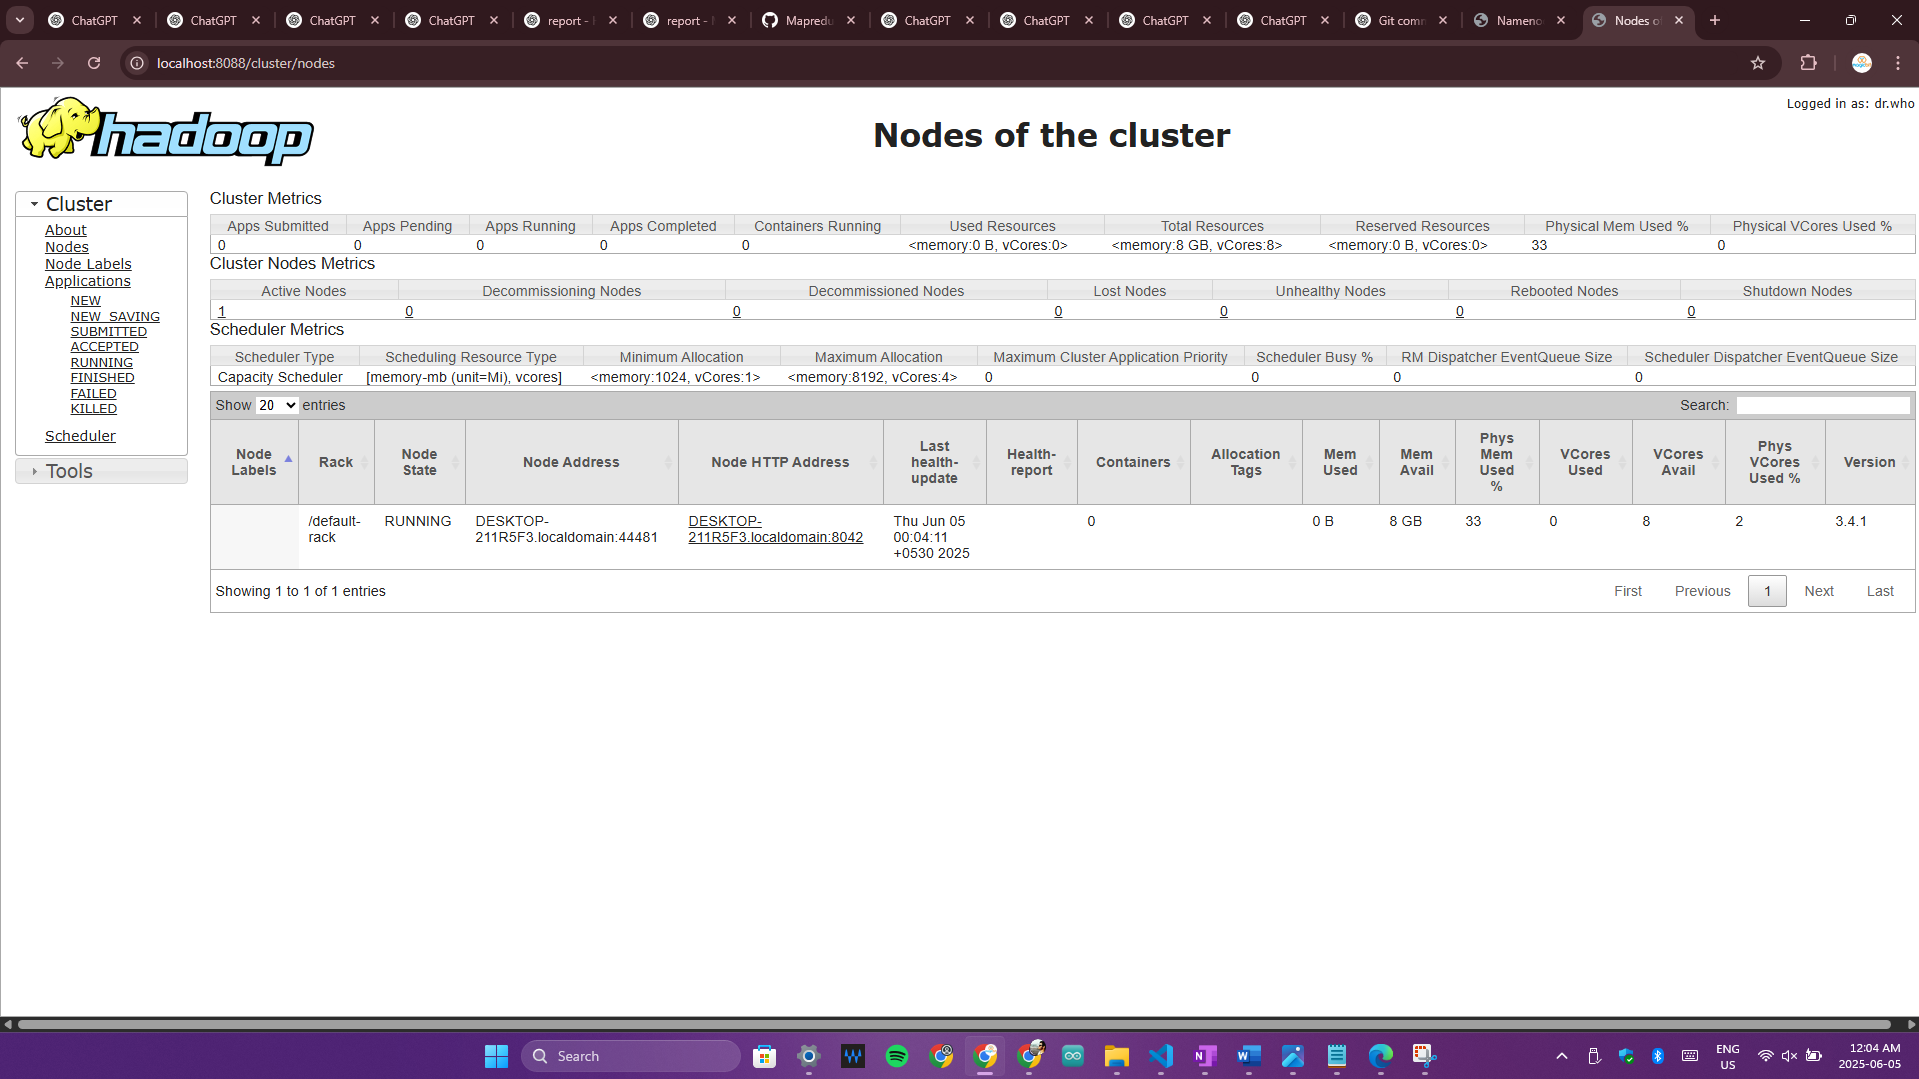 ChatGPT
ChatGPT
ChatGPT
ChatGPT
report -
report -
Mapredu
ChatGPT
ChatGPT
ChatGPT
ChatGPT
Git comm
Nameno
Nodes of
localhost:8088/cluster/nodes
Logged in as: dr.who
hadoop
Nodes of the cluster
Cluster
About
Nodes
Node Labels
Applications
NEW
NEW_SAVING
SUBMITTED
ACCEPTED
RUNNING
FINISHED
FAILED
KILLED
Scheduler
Tools
Cluster Metrics
Apps Submitted Apps Pending Apps Running Apps Completed Containers Running Used Resources Total Resources Reserved Resources Physical Mem Used % Physical VCores Used %
0 0 0 0 0 <memory:0 B, vCores:0> <memory:8 GB, vCores:8> <memory:0 B, vCores:0> 33 0
Cluster Nodes Metrics
Active Nodes Decommissioning Nodes Decommissioned Nodes Lost Nodes Unhealthy Nodes Rebooted Nodes Shutdown Nodes
1 0 0 0 0 0 0
Scheduler Metrics
Scheduler Type Scheduling Resource Type Minimum Allocation Maximum Allocation Maximum Cluster Application Priority Scheduler Busy % RM Dispatcher EventQueue Size Scheduler Dispatcher EventQueue Size
Capacity Scheduler [memory-mb (unit=Mi), vcores] <memory:1024, vCores:1> <memory:8192, vCores:4> 0 0 0 0
Show 20 entries Search:
Node Labels Rack Node State Node Address Node HTTP Address Last health-update Health-report Containers Allocation Tags Mem Used Mem Avail Phys Mem Used % VCores Used VCores Avail Phys VCores Used % Version
/default-rack RUNNING DESKTOP-211R5F3.localdomain:44481 DESKTOP-211R5F3.localdomain:8042 Thu Jun 05 00:04:11 +0530 2025 0 0 B 8 GB 33 0 8 2 3.4.1
Showing 1 to 1 of 1 entries First Previous 1 Next Last
Search
ENG
US
12:04 AM
2025-06-05